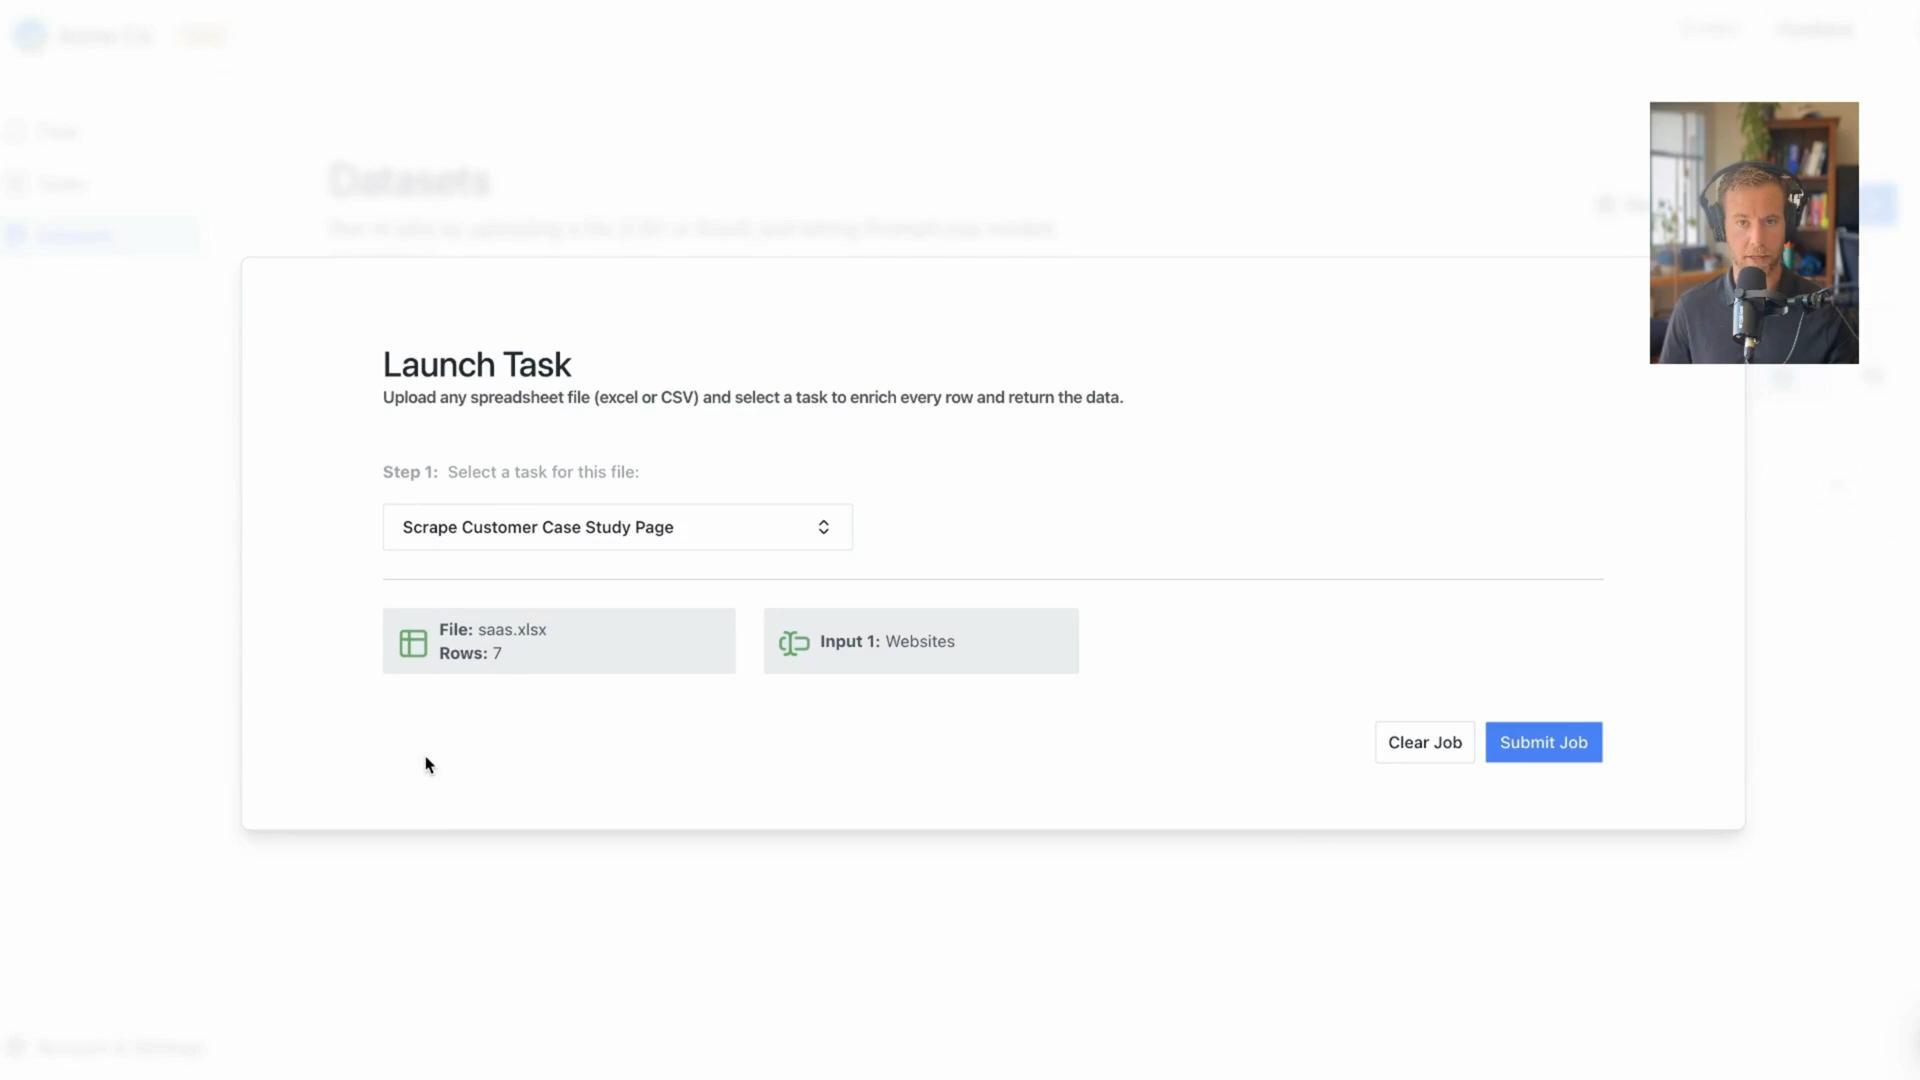 Datasets
Launch Task
Upload any spreadsheet file (excel or CSV) and select a task to enrich every row and return the data.
Step 1: Select a task for this file:
Scrape Customer Case Study Page
File: saas.xlsx
Rows: 7
Input 1: Websites
Clear Job
Submit Job